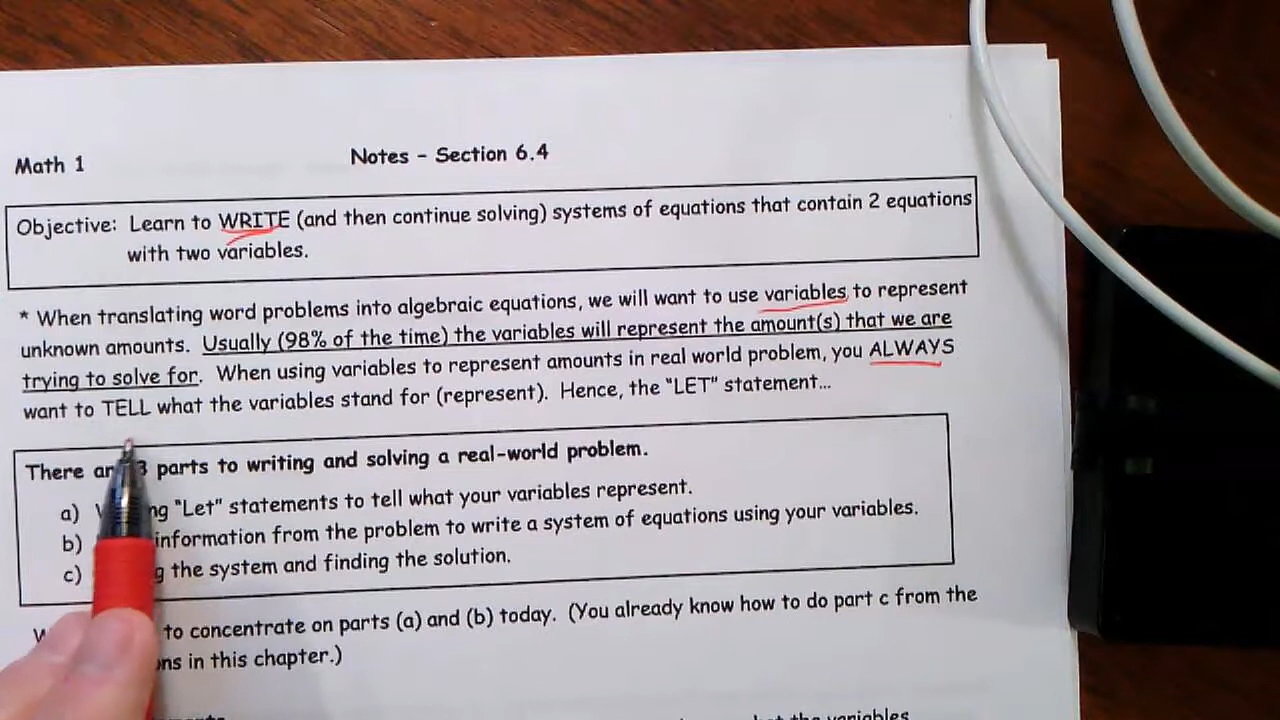 Math 1
Notes - Section 6.4
Objective: Learn to WRITE (and then continue solving) systems of equations that contain 2 equations
with two variables.
* When translating word problems into algebraic equations, we will want to use variables to represent
unknown amounts. Usually (98% of the time) the variables will represent the amount(s) that we are
trying to solve for. When using variables to represent amounts in real world problem, you ALWAYS
want to TELL what the variables stand for (represent). Hence, the "LET" statement...
There 3 parts to writing and solving a real-world problem.
a) "Let" statements to tell what your variables represent.
b) information from the problem to write a system of equations using your variables.
c) the system and finding the solution.
to concentrate on parts (a) and (b) today. (You already know how to do part c from the
in this chapter.)
the variables